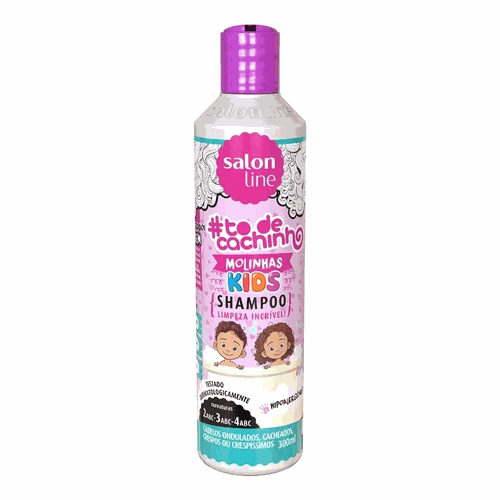 salon
line
#to de
cachinho
MOLINHAS
KIDS
SHAMPOO
{LIMPEZA INCRÍVEL!}
TESTADO
DERMATOLOGICAMENTE
HIPOALERGÊNICO
curvaturas
2ABC-3ABC-4ABC
CABELOS ONDULADOS, CACHEADOS,
CRESPOS OU CRESPÍSSIMOS
300ml